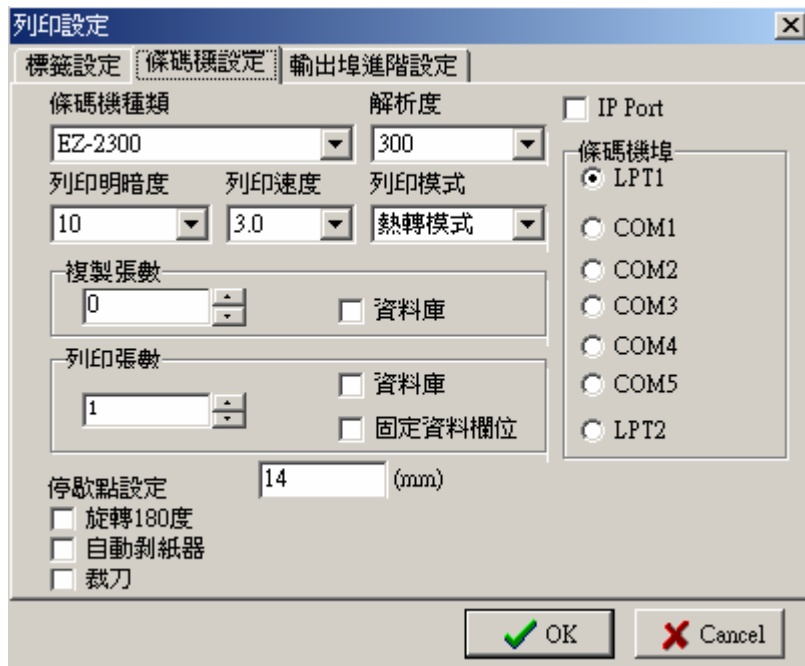 列印設定
標籤設定 條碼機設定 輸出埠進階設定
條碼機種類 解析度 IP Port
EZ-2300 300 條碼機埠
列印明暗度 列印速度 列印模式 LPT1
10 3.0 熱轉模式 COM1
複製張數 COM2
0 資料庫 COM3
列印張數 COM4
資料庫 COM5
1
固定資料欄位 LPT2
停歇點設定 14 (mm)
旋轉180度
自動剝紙器
裁刀
OK Cancel